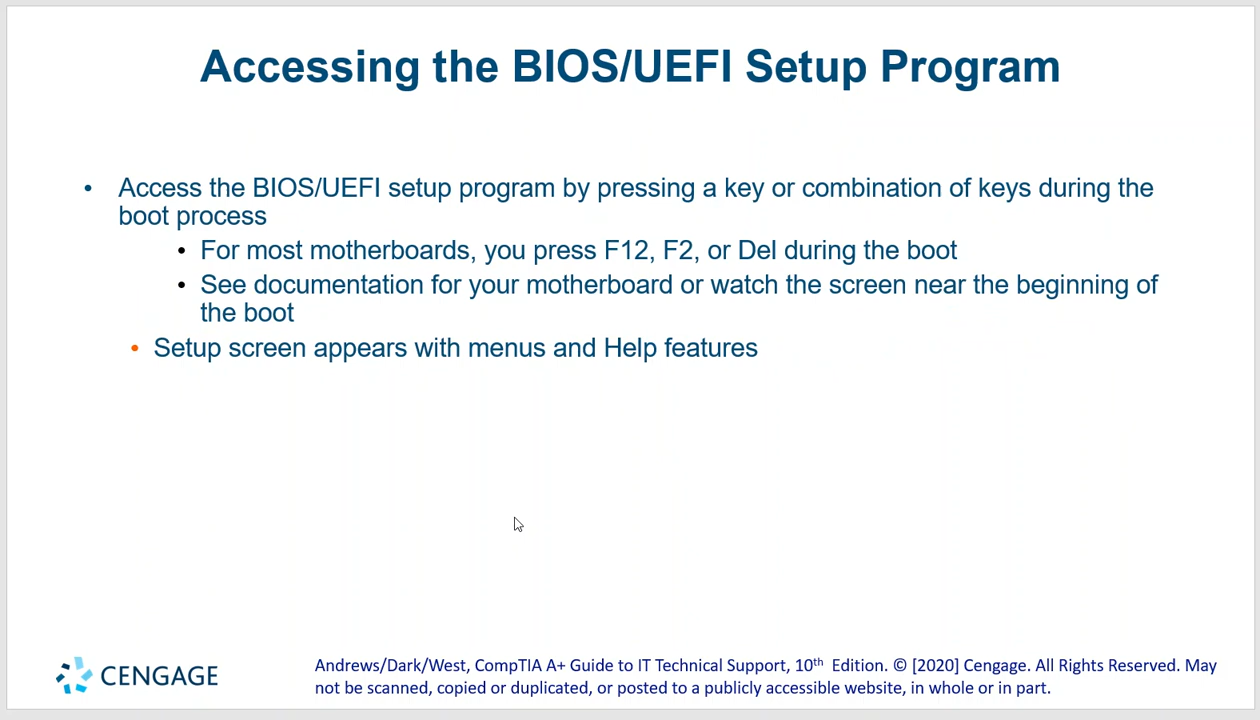 Accessing the BIOS/UEFI Setup Program
• Access the BIOS/UEFI setup program by pressing a key or combination of keys during the
boot process
• For most motherboards, you press F12, F2, or Del during the boot
• See documentation for your motherboard or watch the screen near the beginning of
the boot
• Setup screen appears with menus and Help features
CENGAGE
Andrews/Dark/West, CompTIA A+ Guide to IT Technical Support, 10th Edition. © [2020] Cengage. All Rights Reserved. May
not be scanned, copied or duplicated, or posted to a publicly accessible website, in whole or in part.